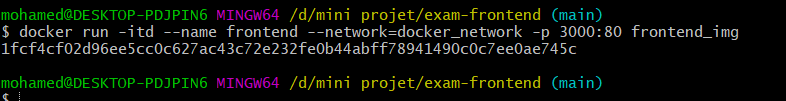 mohamed@DESKTOP-PDJPIN6 MINGW64 /d/mini projet/exam-frontend (main)
$ docker run -itd --name frontend --network=docker_network -p 3000:80 frontend_img
1fcf4cf02d96ee5cc0c627ac43c72e232fe0b44abff78941490c0c7ee0ae745c
mohamed@DESKTOP-PDJPIN6 MINGW64 /d/mini projet/exam-frontend (main)
$